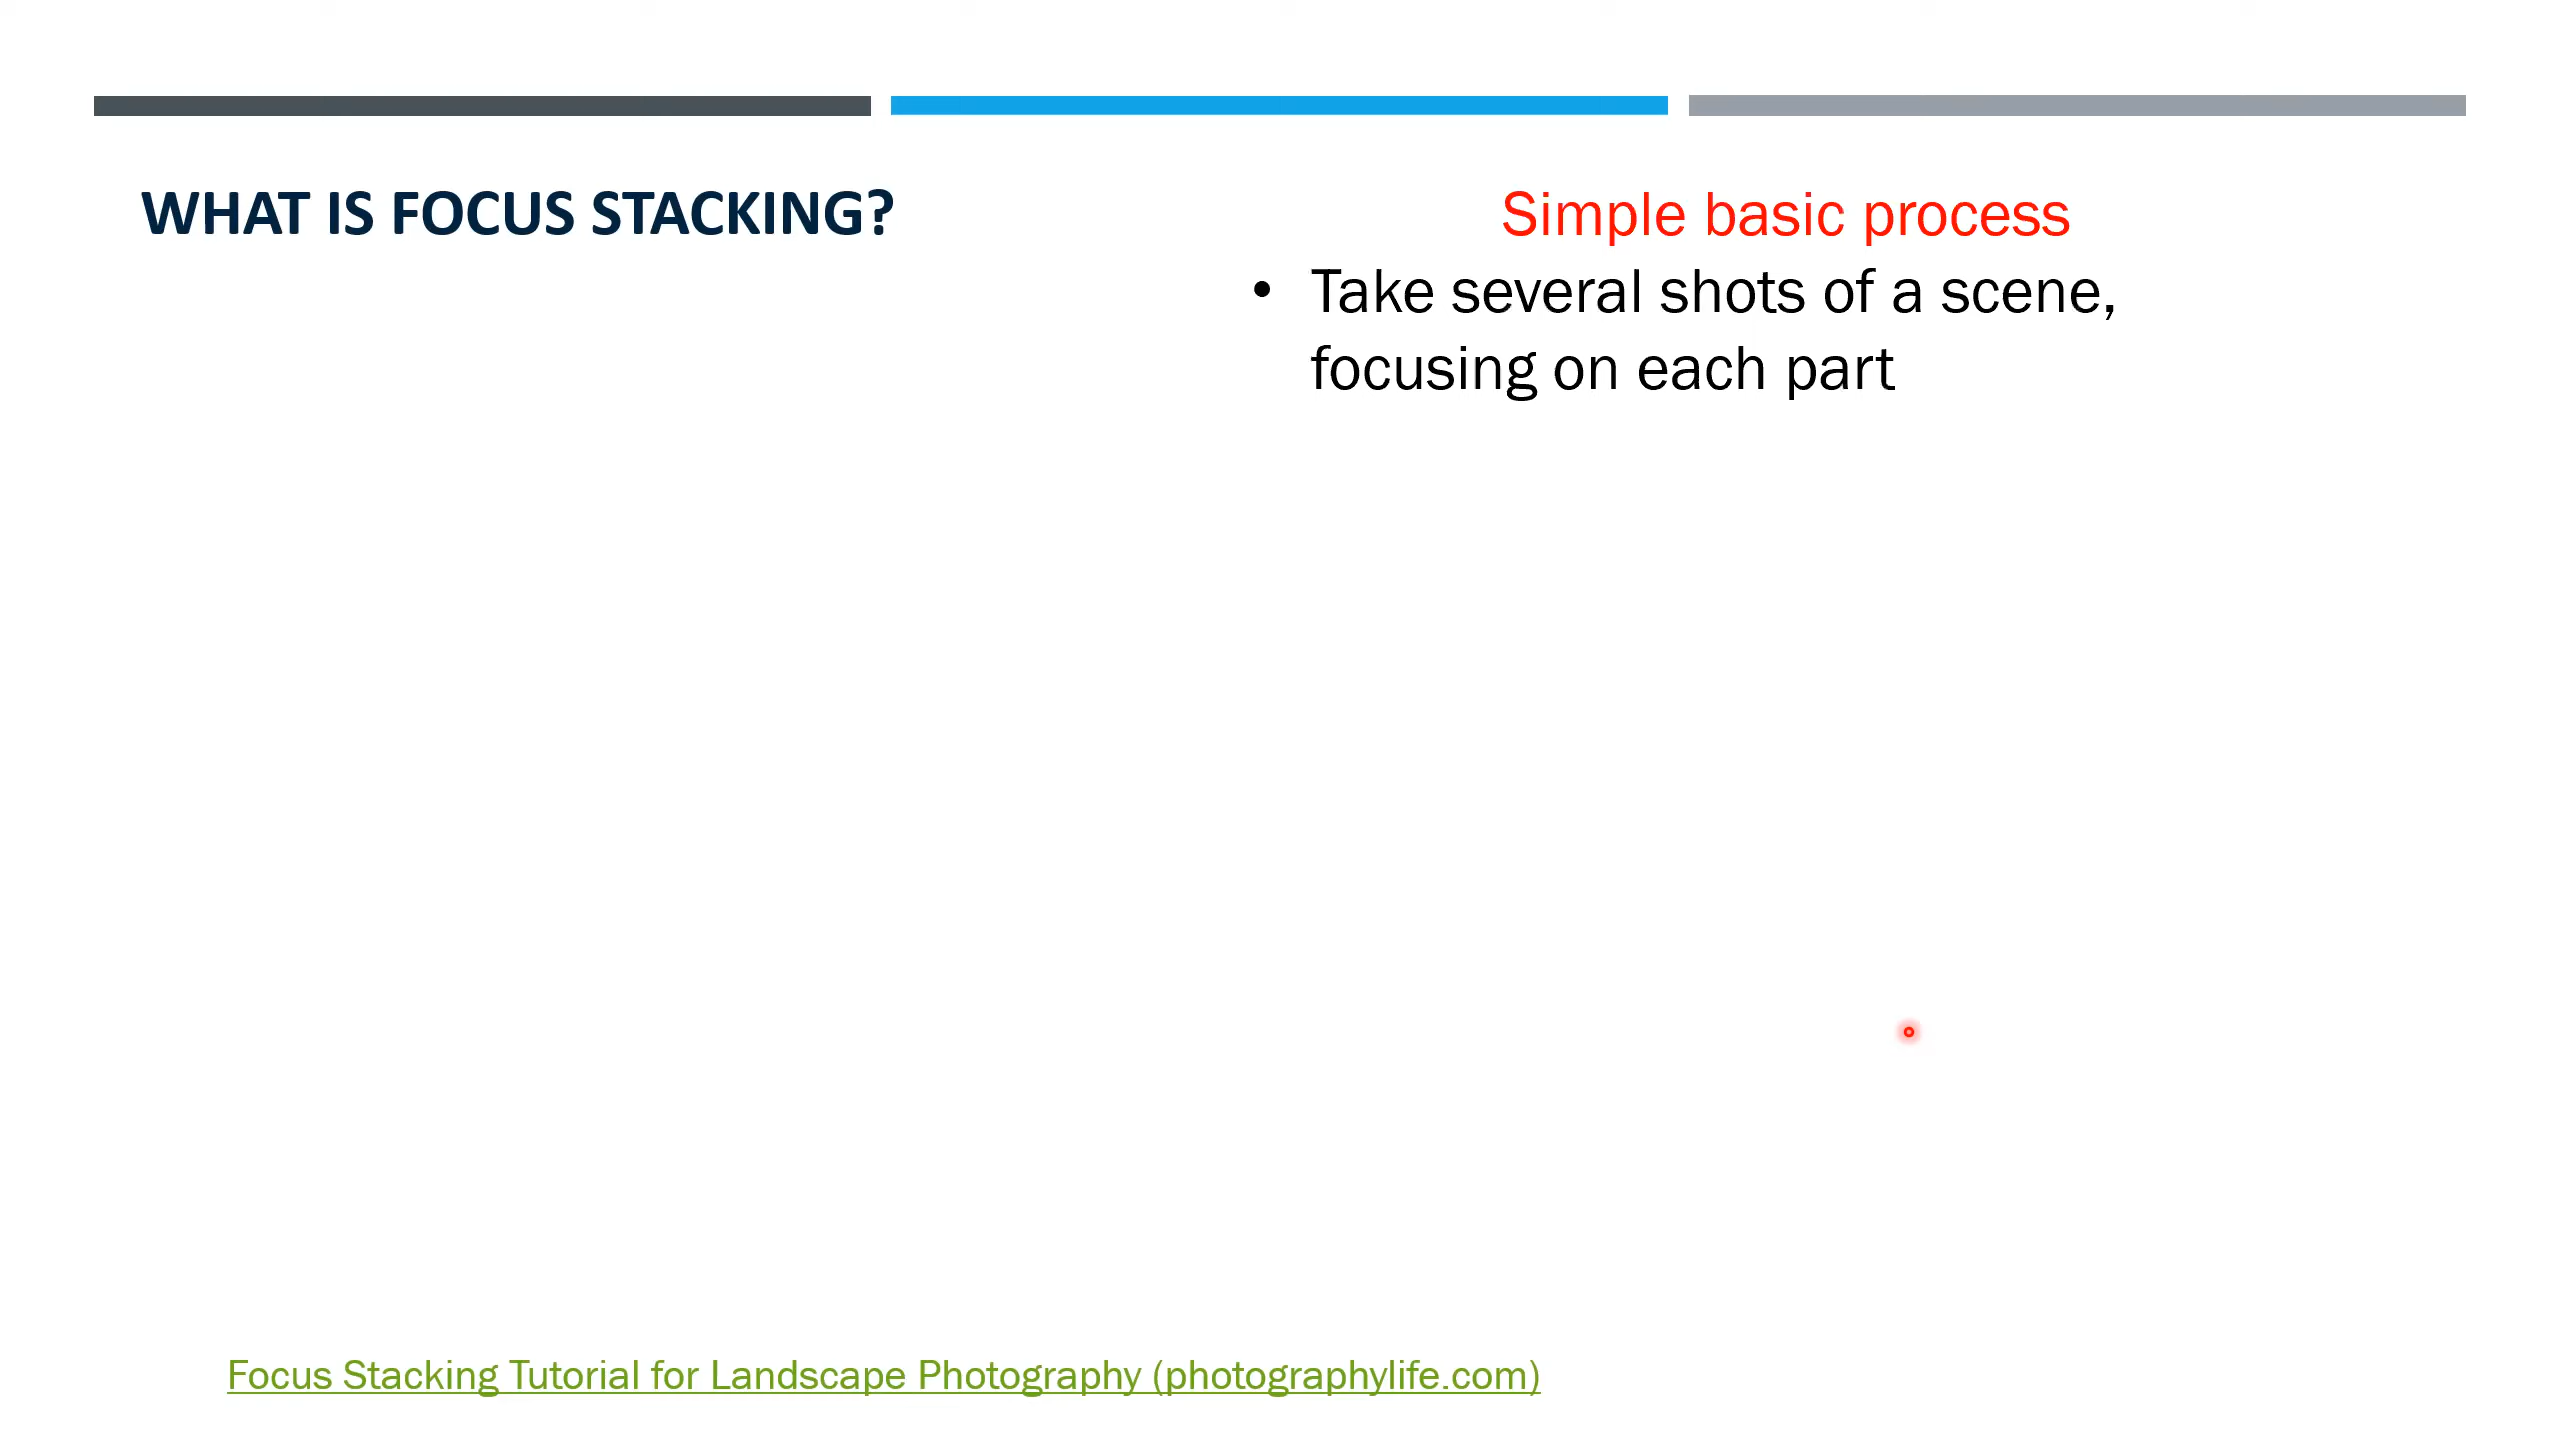 WHAT IS FOCUS STACKING?
Simple basic process
• Take several shots of a scene,
focusing on each part
Focus Stacking Tutorial for Landscape Photography (photographylife.com)